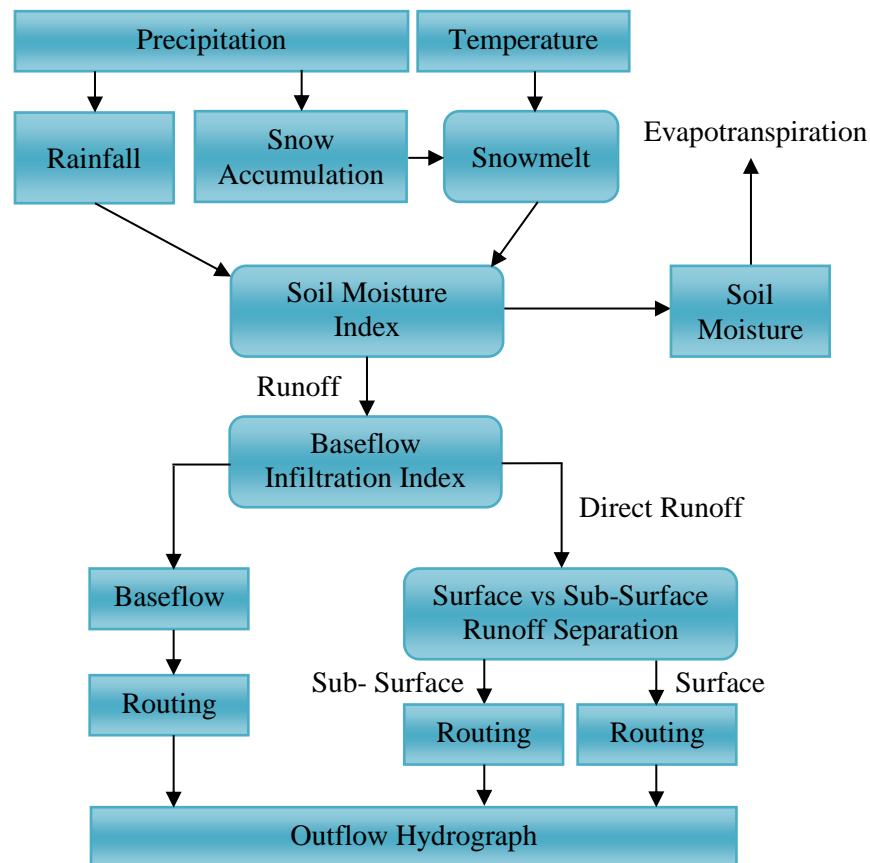 Precipitation
Temperature
Rainfall
Snow
Accumulation
Snowmelt
Evapotranspiration
Soil Moisture
Index
Soil
Moisture
Runoff
Baseflow
Infiltration Index
Direct Runoff
Baseflow
Surface vs Sub-Surface
Runoff Separation
Sub- Surface
Surface
Routing
Routing
Routing
Outflow Hydrograph